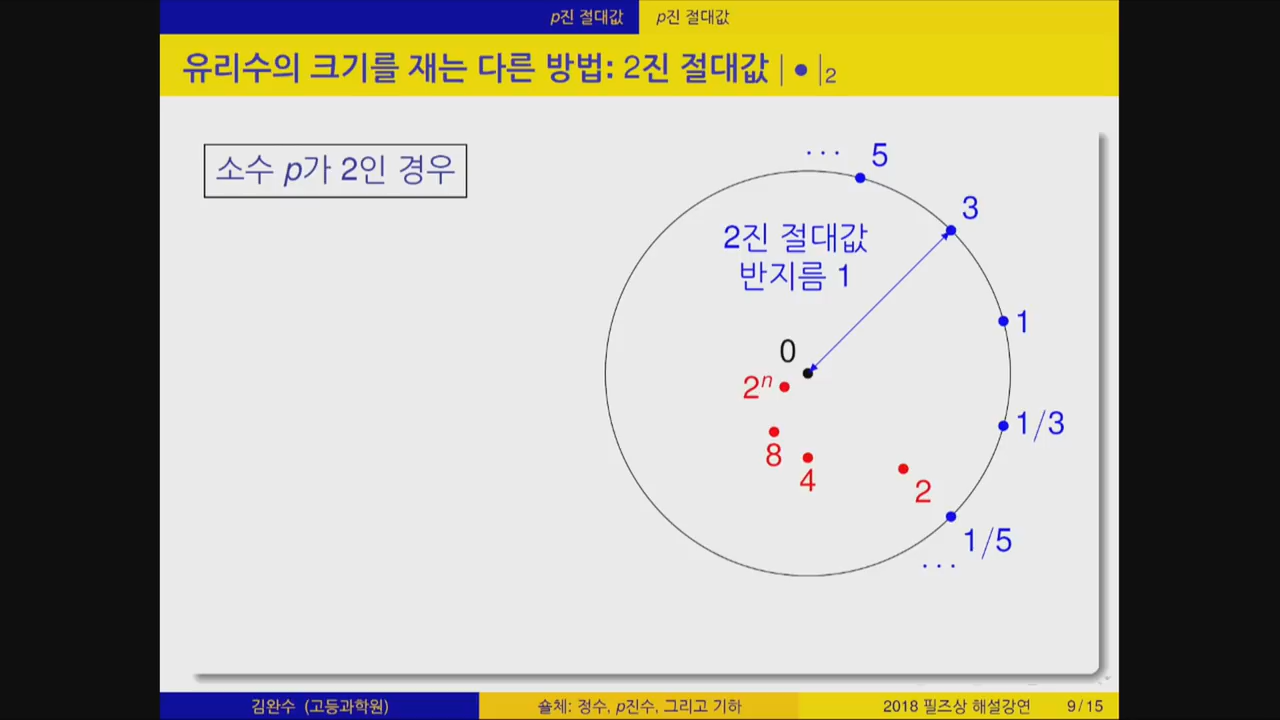 p진 절대값 p진 절대값
유리수의 크기를 재는 다른 방법: 2진 절대값 | • |₂
소수 p가 2인 경우
··· 5
3
2진 절대값
반지름 1
1
0
2ⁿ
1/3
8
4
2
1/5
···
김완수 (고등과학원) 숄체: 정수, p진수, 그리고 기하 2018 필즈상 해설강연 9/15